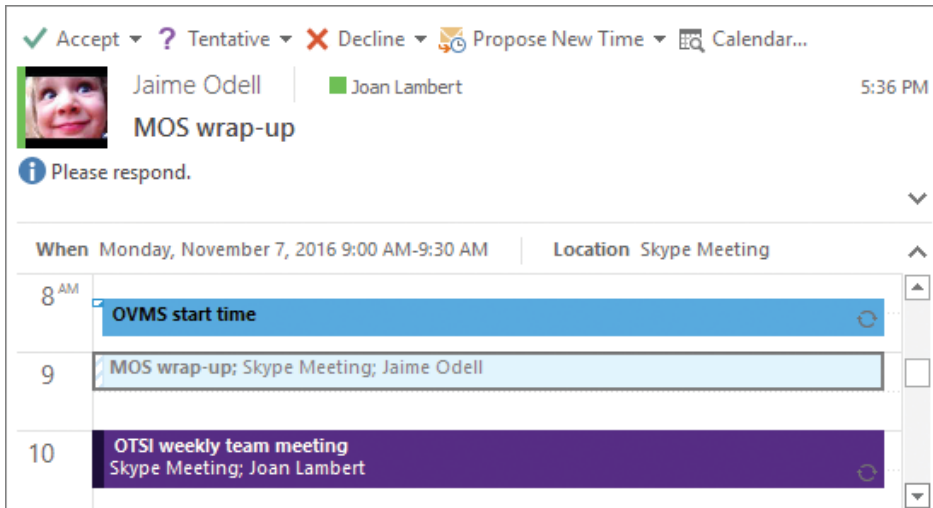 Accept ? Tentative Decline Propose New Time Calendar...
Jaime Odell Joan Lambert 5:36 PM
MOS wrap-up
Please respond.
When Monday, November 7, 2016 9:00 AM-9:30 AM Location Skype Meeting
8 AM
OVMS start time
9 MOS wrap-up; Skype Meeting; Jaime Odell
10 OTSI weekly team meeting
Skype Meeting; Joan Lambert